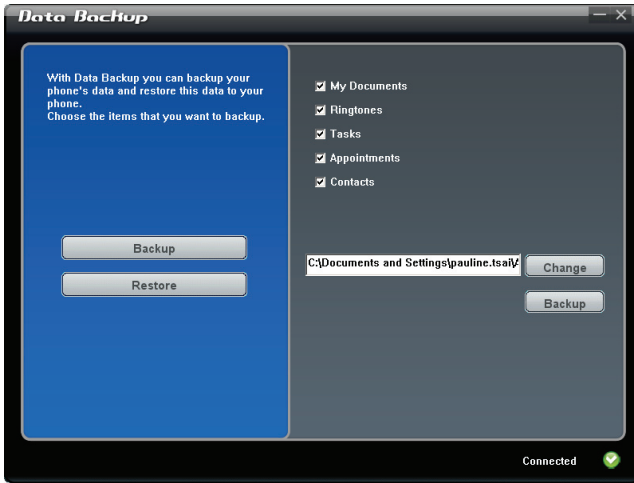 Data Backup
With Data Backup you can backup your
phone's data and restore this data to your
phone.
Choose the items that you want to backup.
Backup
Restore
My Documents
Ringtones
Tasks
Appointments
Contacts
C:\Documents and Settings\pauline.tsai\A
Change
Backup
Connected